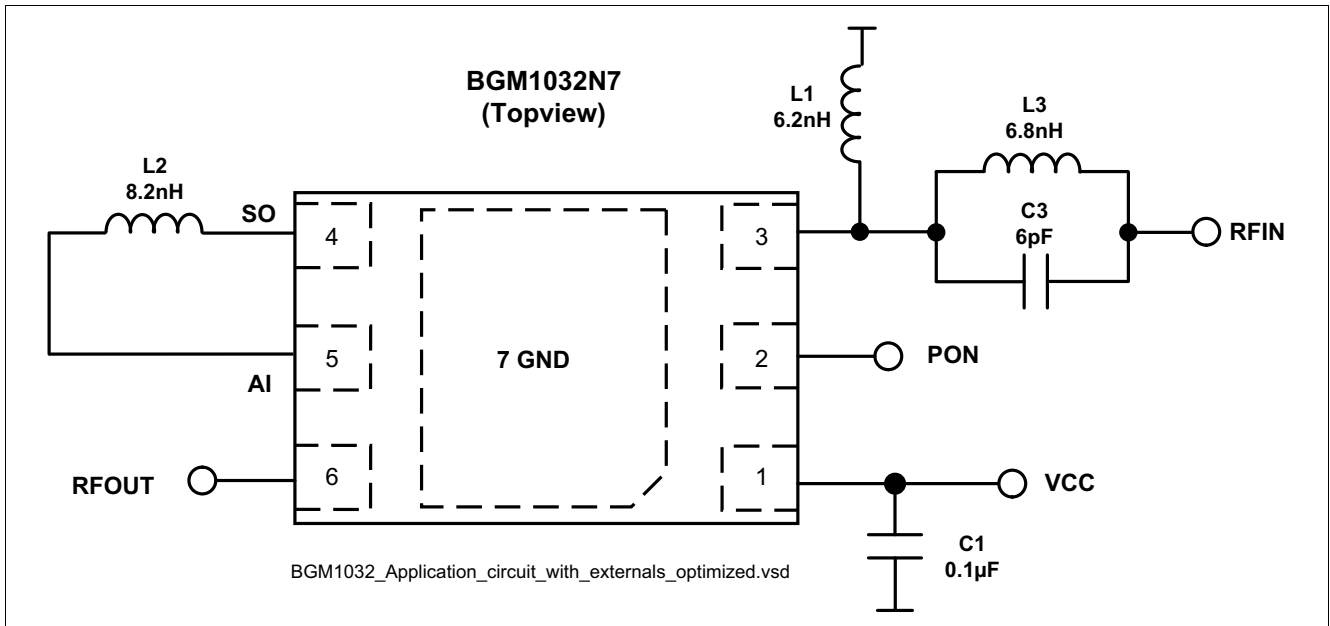 BGM1032N7
(Topview)
L1
6.2nH
L3
6.8nH
L2
8.2nH
SO
4
3
C3
6pF
RFIN
5
7 GND
2
PON
AI
RFOUT
6
1
VCC
C1
0.1µF
BGM1032_Application_circuit_with_externals_optimized.vsd